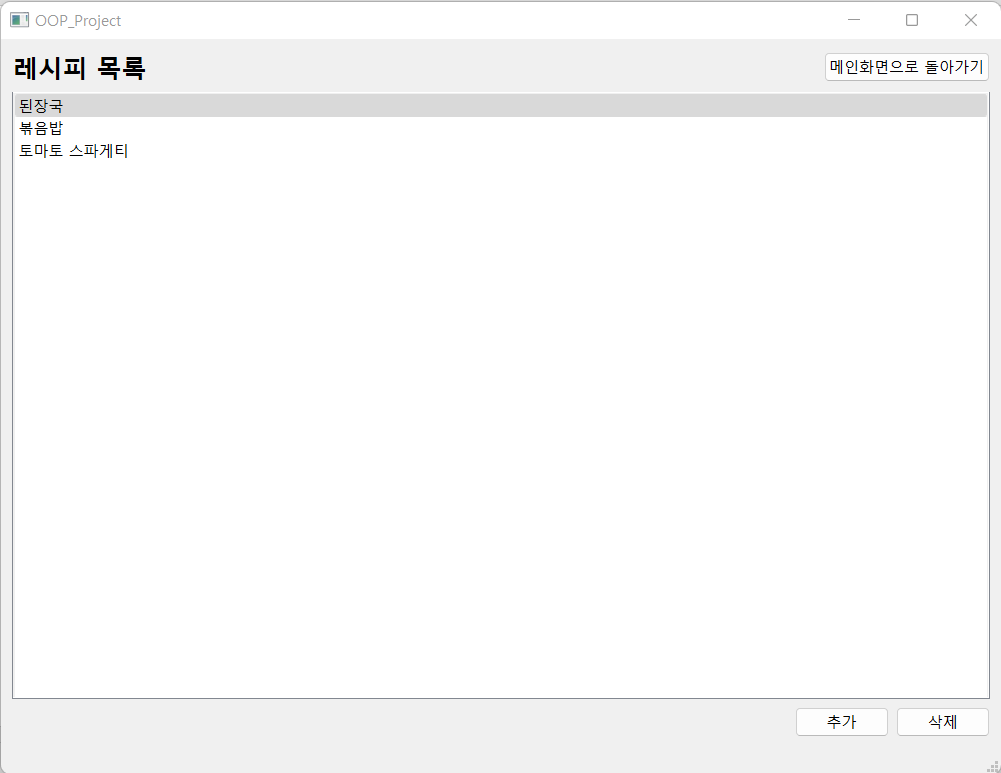 OOP_Project
레시피 목록
메인화면으로 돌아가기
된장국
볶음밥
토마토 스파게티
추가
삭제